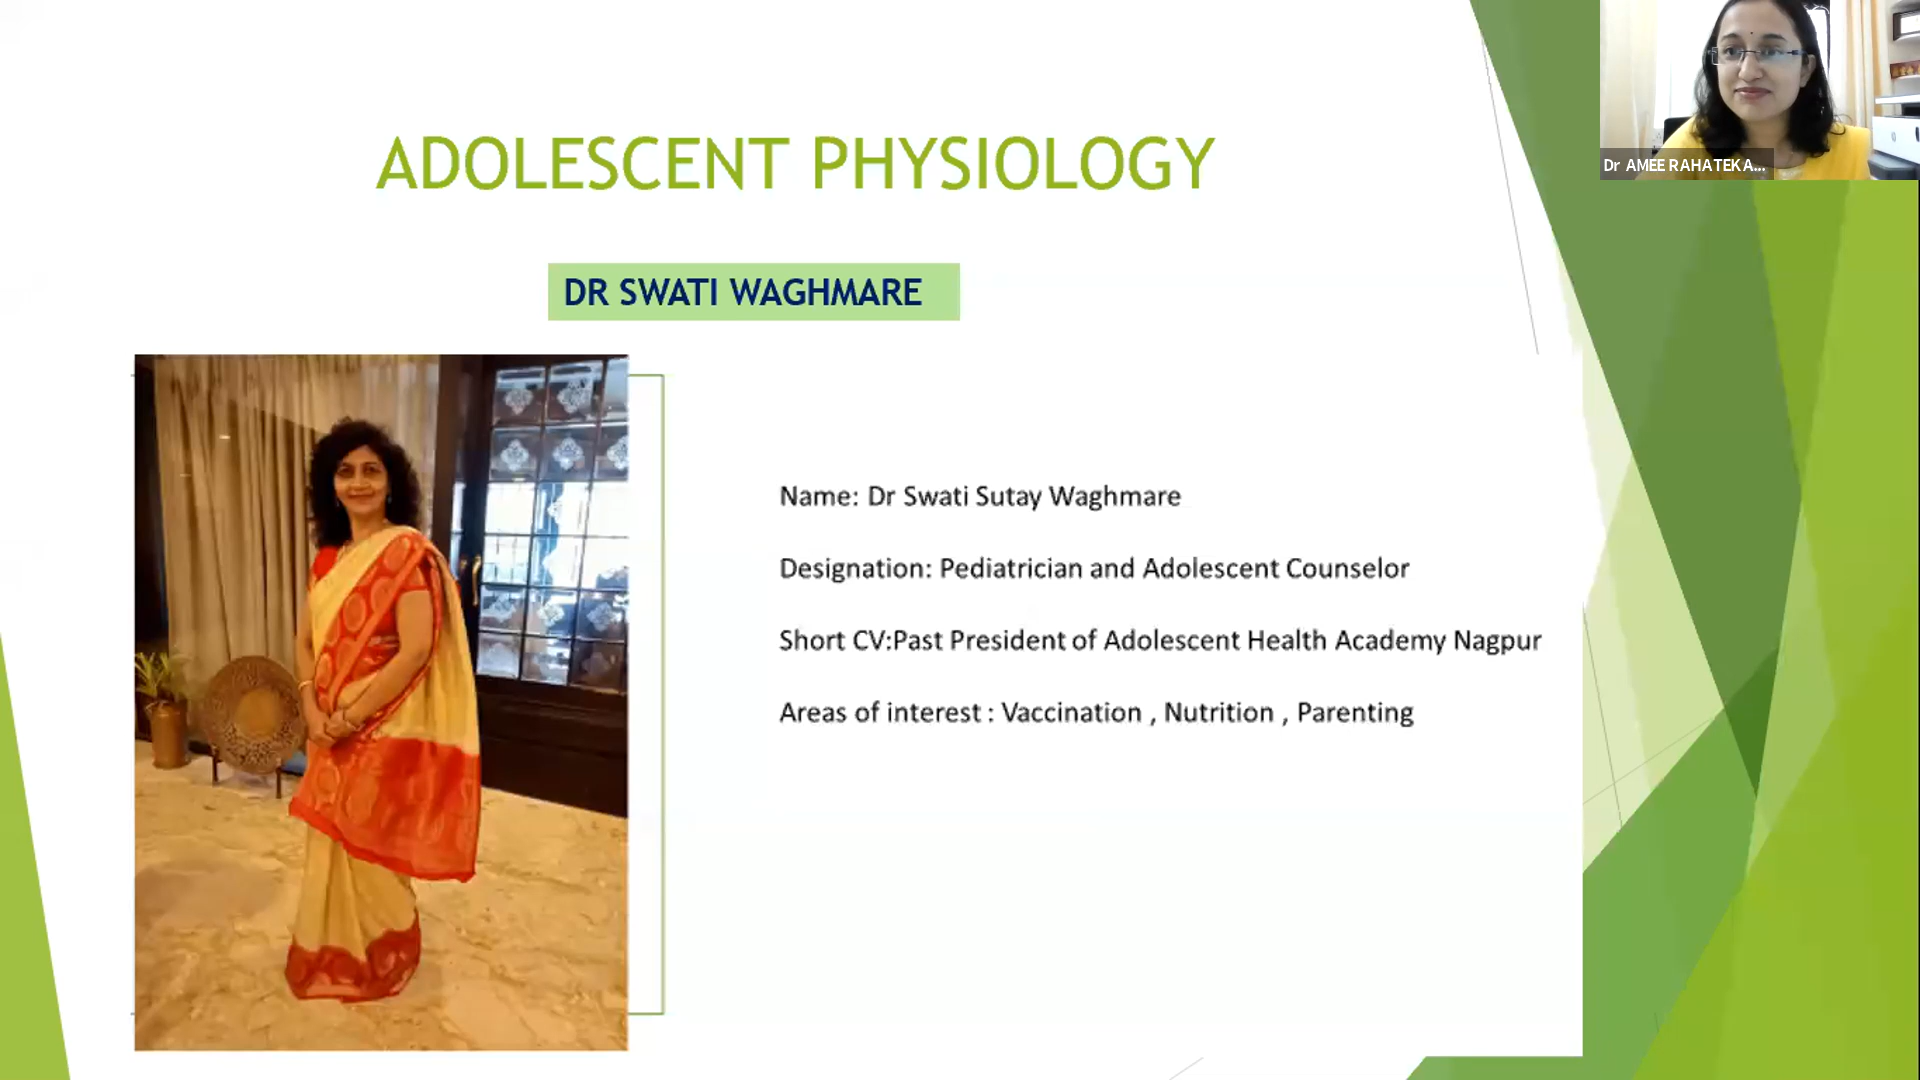 ADOLESCENT PHYSIOLOGY
Dr AMEE RAHATEKA...
DR SWATI WAGHMARE
Name: Dr Swati Sutay Waghmare
Designation: Pediatrician and Adolescent Counselor
Short CV:Past President of Adolescent Health Academy Nagpur
Areas of interest : Vaccination , Nutrition , Parenting